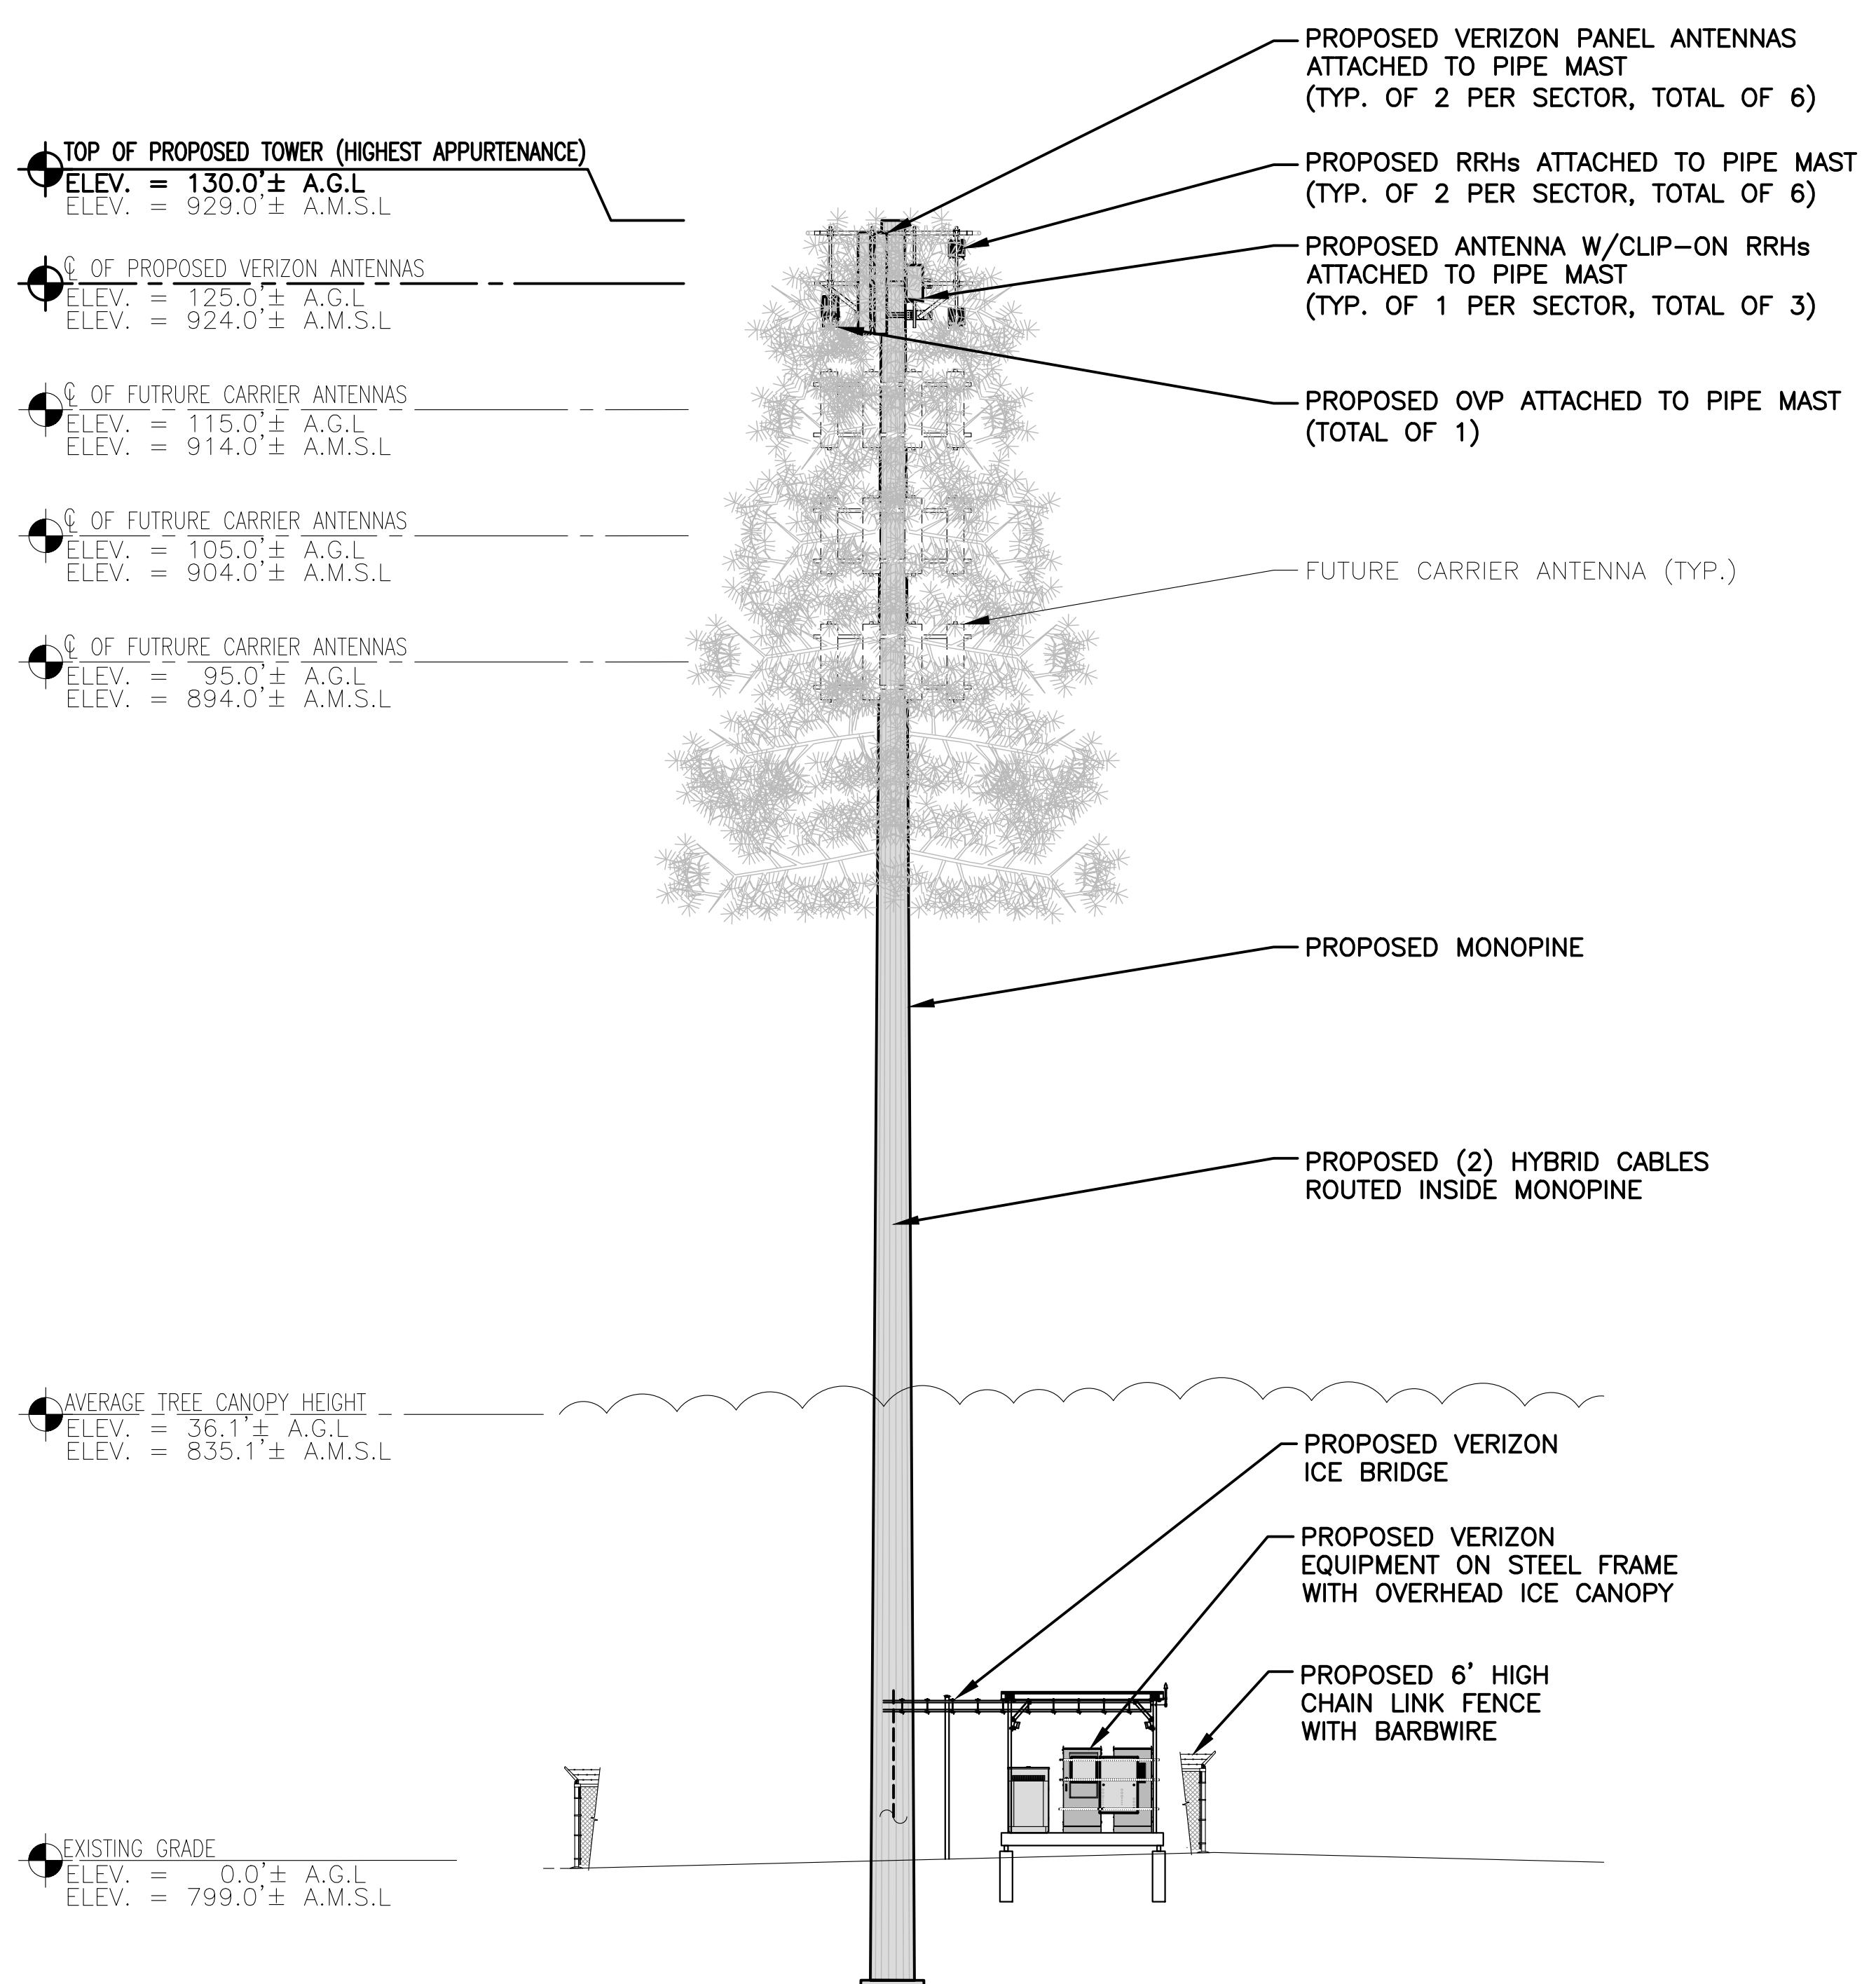 TOP OF PROPOSED TOWER (HIGHEST APPURTENANCE)
ELEV. = 130.0'± A.G.L
ELEV. = 929.0'± A.M.S.L
℄ OF PROPOSED VERIZON ANTENNAS
ELEV. = 125.0'± A.G.L
ELEV. = 924.0'± A.M.S.L
℄ OF FUTRURE CARRIER ANTENNAS
ELEV. = 115.0'± A.G.L
ELEV. = 914.0'± A.M.S.L
℄ OF FUTRURE CARRIER ANTENNAS
ELEV. = 105.0'± A.G.L
ELEV. = 904.0'± A.M.S.L
℄ OF FUTRURE CARRIER ANTENNAS
ELEV. = 95.0'± A.G.L
ELEV. = 894.0'± A.M.S.L
AVERAGE TREE CANOPY HEIGHT
ELEV. = 36.1'± A.G.L
ELEV. = 835.1'± A.M.S.L
EXISTING GRADE
ELEV. = 0.0'± A.G.L
ELEV. = 799.0'± A.M.S.L
PROPOSED VERIZON PANEL ANTENNAS
ATTACHED TO PIPE MAST
(TYP. OF 2 PER SECTOR, TOTAL OF 6)
PROPOSED RRHs ATTACHED TO PIPE MAST
(TYP. OF 2 PER SECTOR, TOTAL OF 6)
PROPOSED ANTENNA W/CLIP-ON RRHs
ATTACHED TO PIPE MAST
(TYP. OF 1 PER SECTOR, TOTAL OF 3)
PROPOSED OVP ATTACHED TO PIPE MAST
(TOTAL OF 1)
FUTURE CARRIER ANTENNA (TYP.)
PROPOSED MONOPINE
PROPOSED (2) HYBRID CABLES
ROUTED INSIDE MONOPINE
PROPOSED VERIZON
ICE BRIDGE
PROPOSED VERIZON
EQUIPMENT ON STEEL FRAME
WITH OVERHEAD ICE CANOPY
PROPOSED 6' HIGH
CHAIN LINK FENCE
WITH BARBWIRE